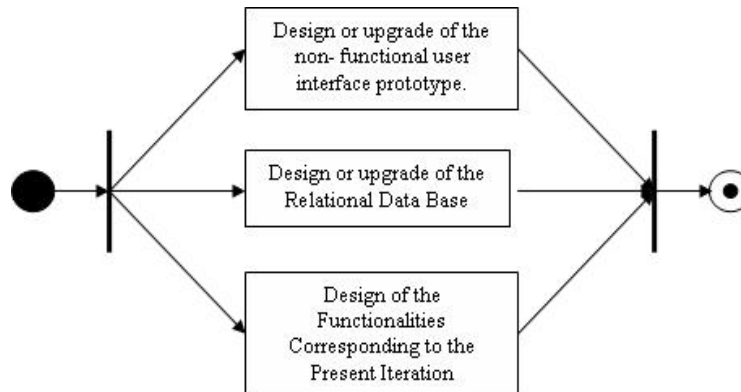 Design or upgrade of the
non- functional user
interface prototype.
Design or upgrade of the
Relational Data Base
Design of the
Functionalities
Corresponding to the
Present Iteration